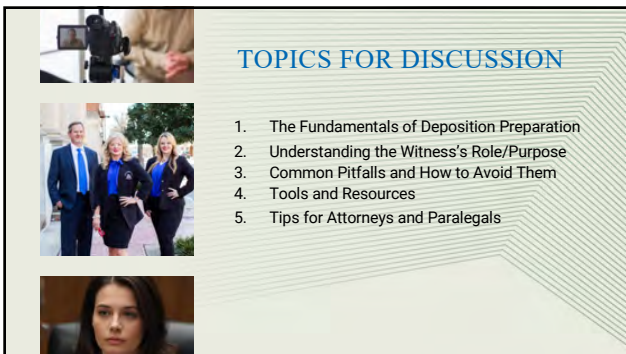 TOPICS FOR DISCUSSION
1. The Fundamentals of Deposition Preparation
2. Understanding the Witness's Role/Purpose
3. Common Pitfalls and How to Avoid Them
4. Tools and Resources
5. Tips for Attorneys and Paralegals